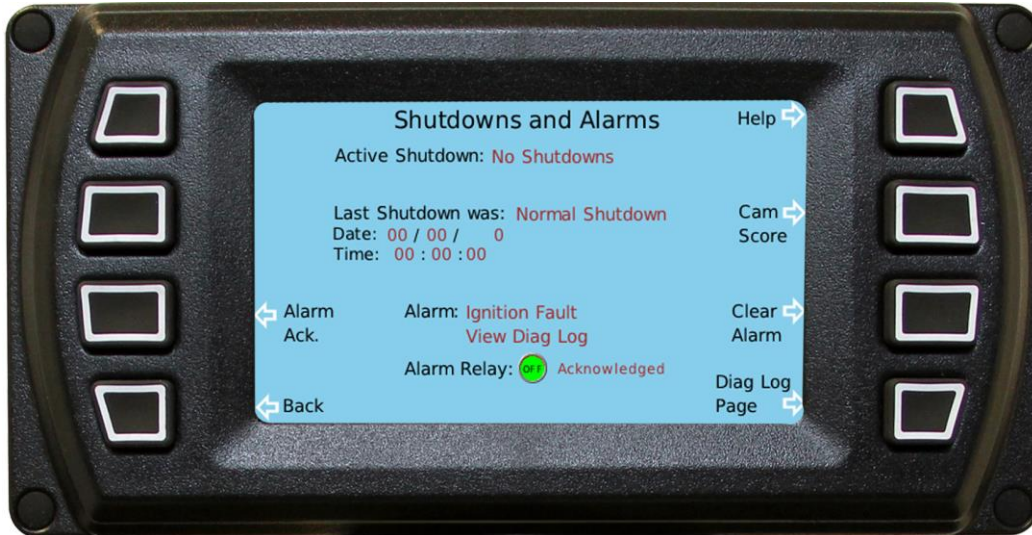 Shutdowns and Alarms
Help
Active Shutdown: No Shutdowns
Last Shutdown was: Normal Shutdown
Cam
Score
Date: 00 / 00 / 0
Time: 00 : 00 : 00
Alarm
Ack.
Alarm: Ignition Fault
View Diag Log
Clear
Alarm
Alarm Relay: OFF Acknowledged
Back
Diag Log
Page